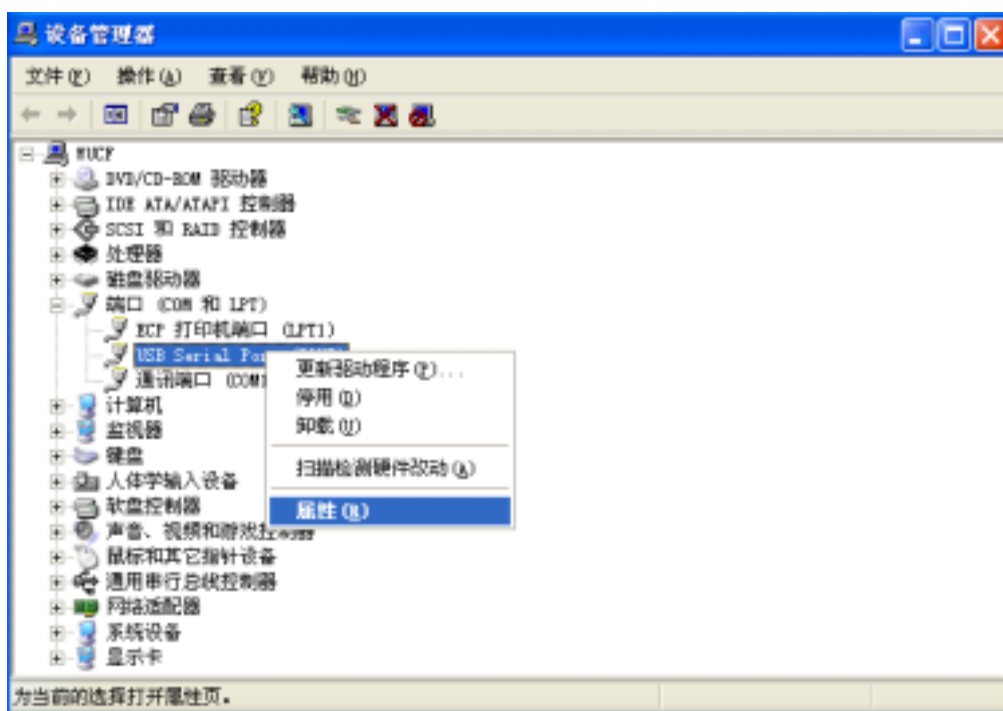 设备管理器
文件(F) 操作(A) 查看(V) 帮助(H)
DVD/CD-ROM 驱动器
IDE ATA/ATAPI 控制器
SCSI 和 RAID 控制器
处理器
磁盘驱动器
端口 (COM 和 LPT)
ECP 打印机端口 (LPT1)
USB Serial
通讯端口 (COM1
计算机
监视器
键盘
人体学输入设备
软盘控制器
声音、视频和游戏控制器
鼠标和其它指针设备
通用串行总线控制器
网络适配器
系统设备
显示卡
更新驱动程序(P)...
停用(D)
卸载(U)
扫描检测硬件改动(A)
属性(R)
为当前的选择打开属性页。